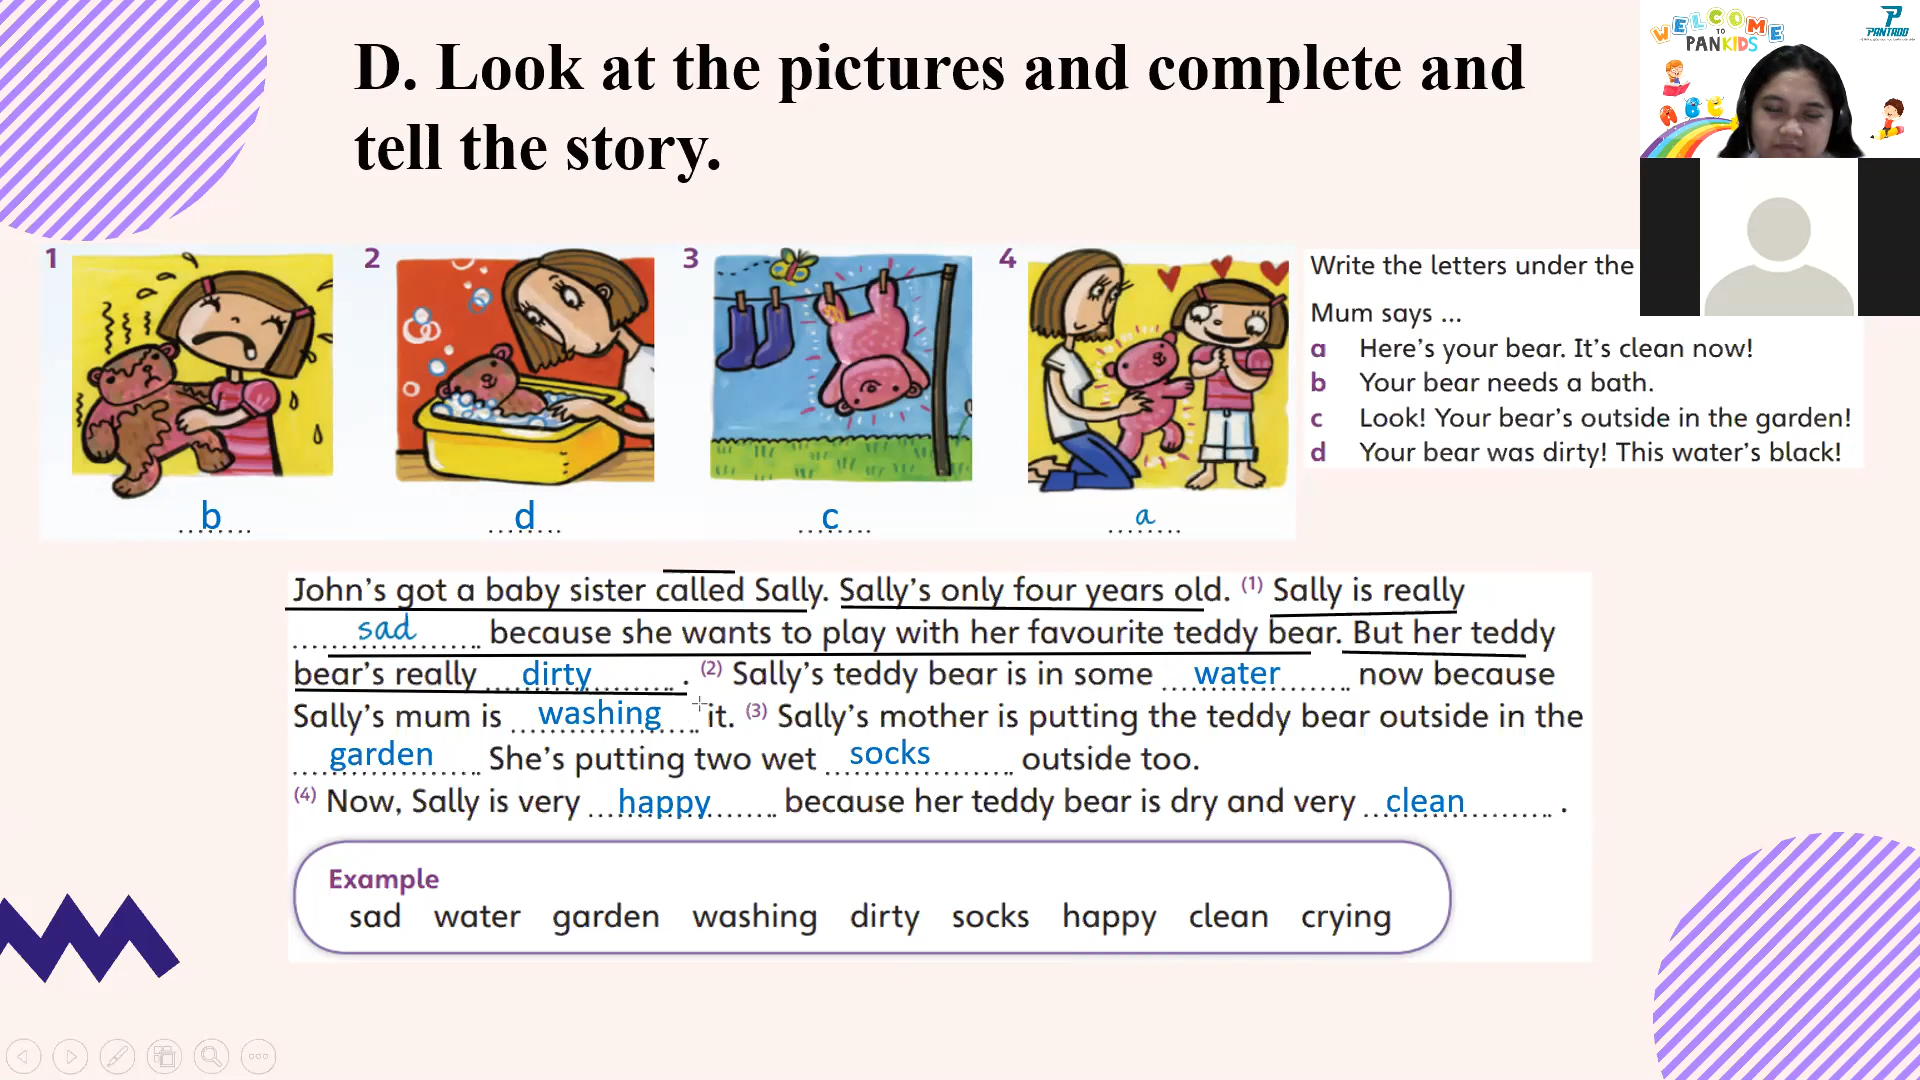 D. Look at the pictures and complete and
tell the story.
WELCOME
TO
PANKIDS
PANTADO
ABC
1
2
3
4
b
d
c
a
Write the letters under the
Mum says ...
a Here's your bear. It's clean now!
b Your bear needs a bath.
c Look! Your bear's outside in the garden!
d Your bear was dirty! This water's black!
John's got a baby sister called Sally. Sally's only four years old. (1) Sally is really
sad because she wants to play with her favourite teddy bear. But her teddy
bear's really dirty . (2) Sally's teddy bear is in some water now because
Sally's mum is washing it. (3) Sally's mother is putting the teddy bear outside in the
garden She's putting two wet socks outside too.
(4) Now, Sally is very happy because her teddy bear is dry and very clean .
Example
sad water garden washing dirty socks happy clean crying